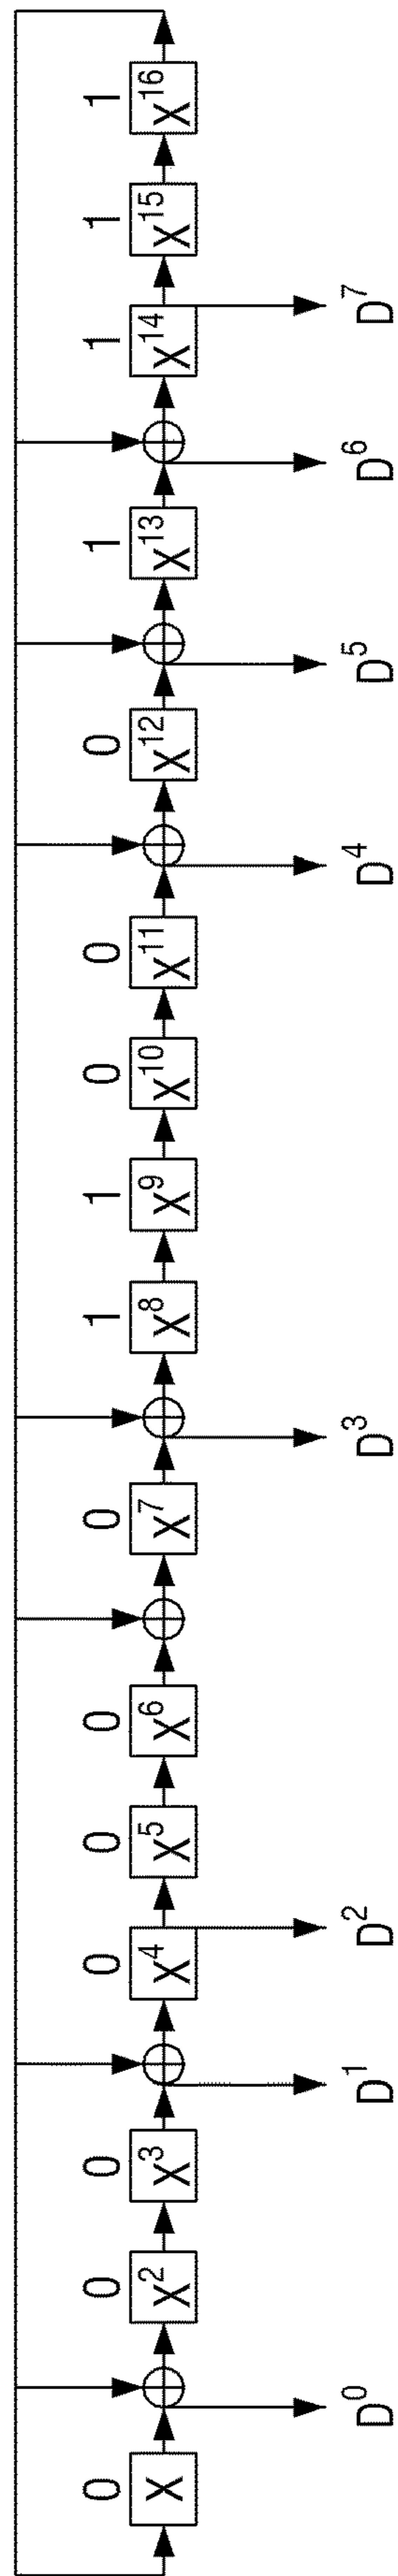 0 0 0 0 0 0 0 1 1 0 0 0 1 1 1 1
X X² X³ X⁴ X⁵ X⁶ X⁷ X⁸ X⁹ X¹⁰ X¹¹ X¹² X¹³ X¹⁴ X¹⁵ X¹⁶
D⁰ D¹ D² D³ D⁴ D⁵ D⁶ D⁷